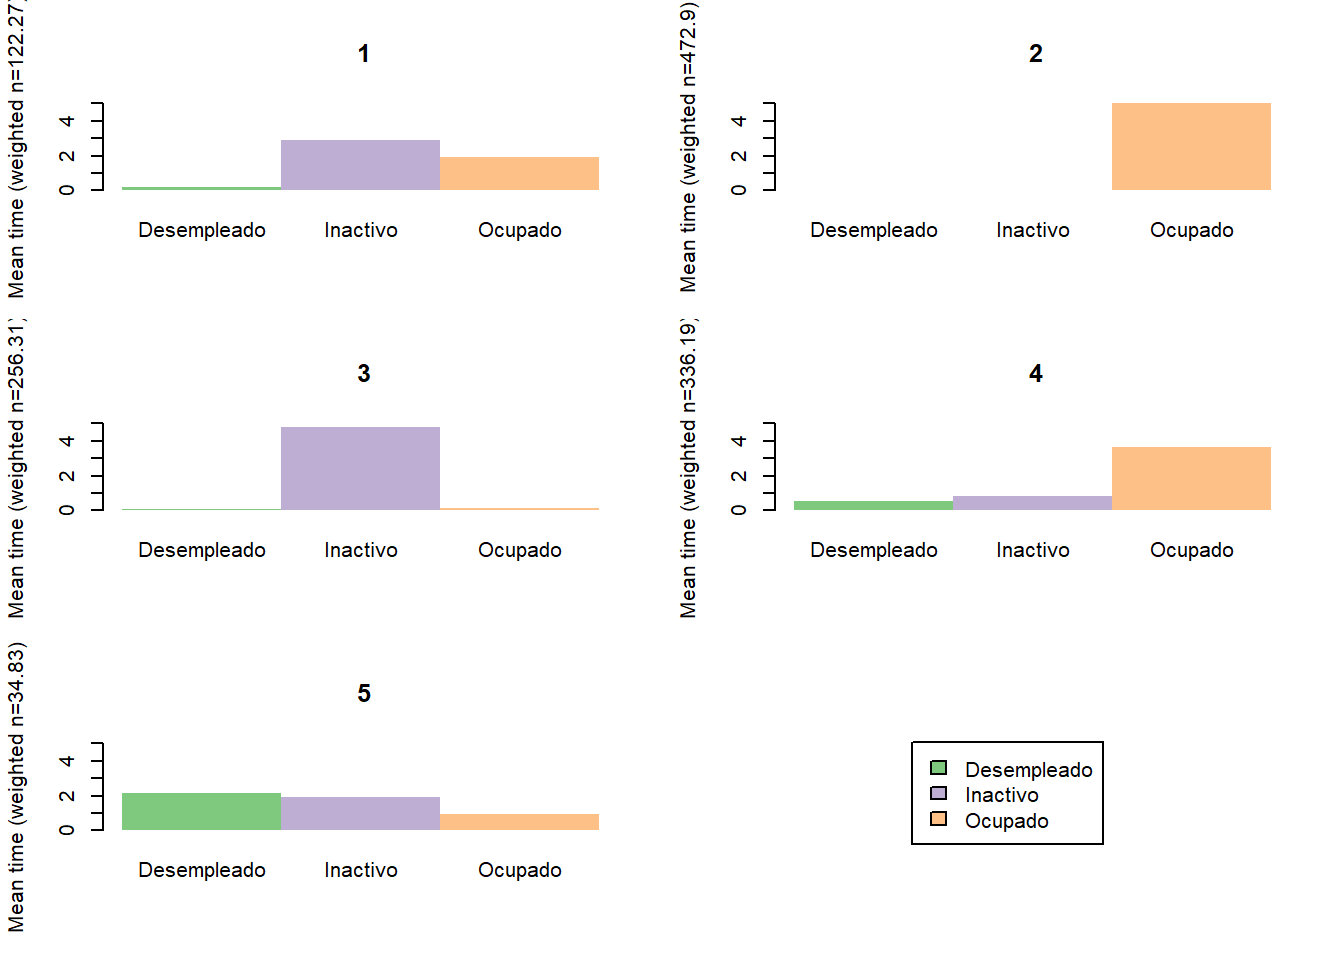 1
Mean time (weighted n=122.27)
4
2
0
Desempleado Inactivo Ocupado
2
Mean time (weighted n=472.9)
4
2
0
Desempleado Inactivo Ocupado
3
Mean time (weighted n=256.31)
4
2
0
Desempleado Inactivo Ocupado
4
Mean time (weighted n=336.19)
4
2
0
Desempleado Inactivo Ocupado
5
Mean time (weighted n=34.83)
4
2
0
Desempleado Inactivo Ocupado
Desempleado
Inactivo
Ocupado